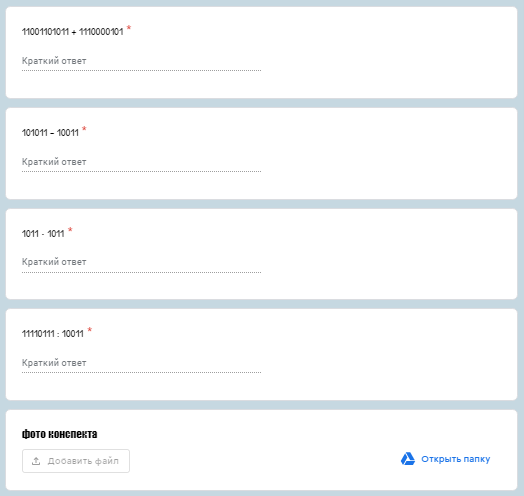 11001101011 + 1110000101 *
Краткий ответ
101011 - 10011 *
Краткий ответ
1011 · 1011 *
Краткий ответ
11110111 : 10011 *
Краткий ответ
фото конспекта
Добавить файл
Открыть папку